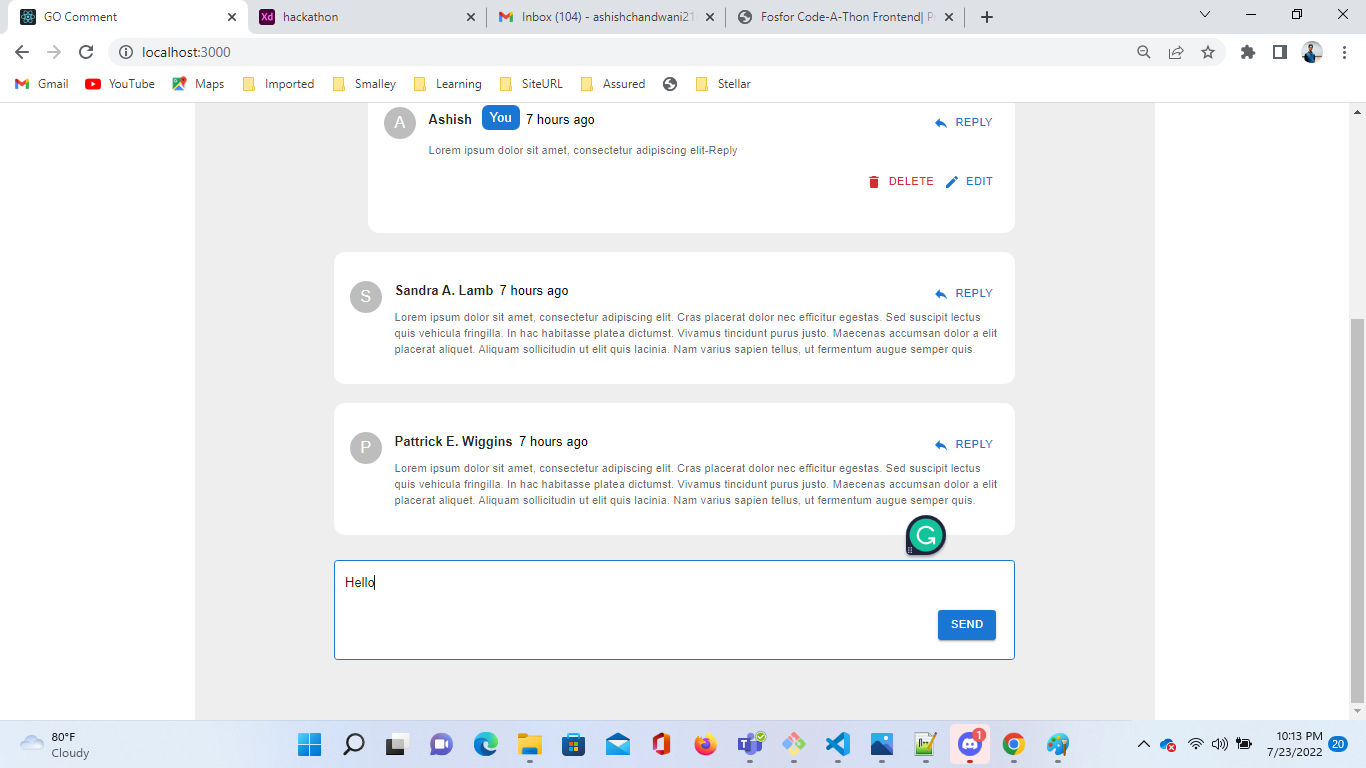 GO Comment
Xd hackathon
Inbox (104) - ashishchandwani21
Fosfor Code-A-Thon Frontend| P
localhost:3000
Gmail YouTube Maps Imported Smalley Learning SiteURL Assured Stellar
A Ashish You 7 hours ago REPLY
Lorem ipsum dolor sit amet, consectetur adipiscing elit-Reply
DELETE EDIT
S Sandra A. Lamb 7 hours ago REPLY
Lorem ipsum dolor sit amet, consectetur adipiscing elit. Cras placerat dolor nec efficitur egestas. Sed suscipit lectus
quis vehicula fringilla. In hac habitasse platea dictumst. Vivamus tincidunt purus justo. Maecenas accumsan dolor a elit
placerat aliquet. Aliquam sollicitudin ut elit quis lacinia. Nam varius sapien tellus, ut fermentum augue semper quis.
P Pattrick E. Wiggins 7 hours ago REPLY
Lorem ipsum dolor sit amet, consectetur adipiscing elit. Cras placerat dolor nec efficitur egestas. Sed suscipit lectus
quis vehicula fringilla. In hac habitasse platea dictumst. Vivamus tincidunt purus justo. Maecenas accumsan dolor a elit
placerat aliquet. Aliquam sollicitudin ut elit quis lacinia. Nam varius sapien tellus, ut fermentum augue semper quis.
Hello
SEND
80°F
Cloudy
1
10:13 PM
7/23/2022
20